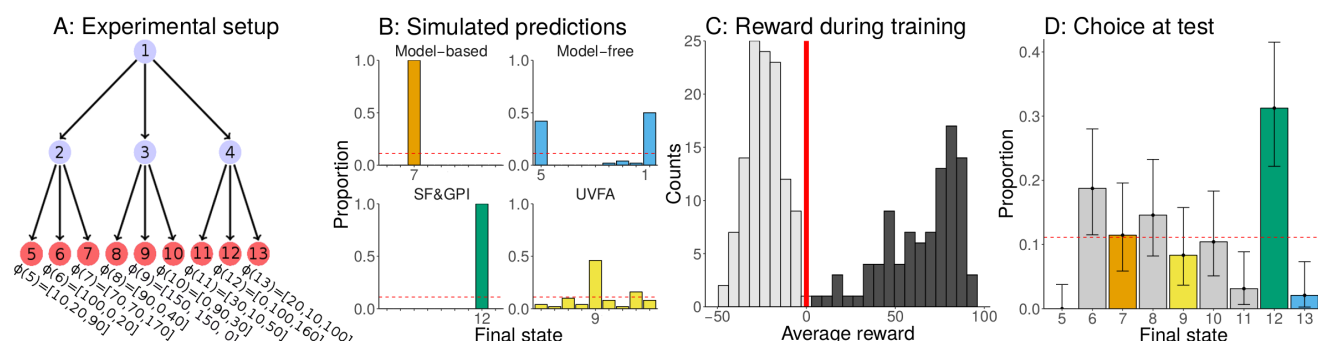 A: Experimental setup
1
2 3 4
5 6 7 8 9 10 11 12 13
ϕ(5)=[10,20,90]
ϕ(6)=[100,0,20]
ϕ(7)=[70,70,170]
ϕ(8)=[90,0,40]
ϕ(9)=[150, 150, 0]
ϕ(10)=[0,90,30]
ϕ(11)=[30,10,50]
ϕ(12)=[0,100,160]
ϕ(13)=[20,10,100]
B: Simulated predictions
Proportion
Model−based
1.0
0.5
0.0
7
Model−free
1.0
0.5
0.0
5 1
SF&GPI
1.0
0.5
0.0
12
UVFA
1.0
0.5
0.0
9
Final state
C: Reward during training
Counts
25
20
15
10
5
0
−50 0 50 100
Average reward
D: Choice at test
Proportion
0.4
0.3
0.2
0.1
0.0
5 6 7 8 9 10 11 12 13
Final state